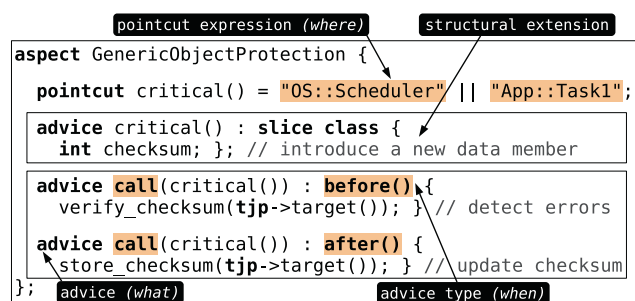 pointcut expression (where) structural extension
aspect GenericObjectProtection {
pointcut critical() = "OS::Scheduler" || "App::Task1";
advice critical() : slice class {
int checksum; }; // introduce a new data member
advice call(critical()) : before() {
verify_checksum(tjp->target()); } // detect errors
advice call(critical()) : after() {
store_checksum(tjp->target()); } // update checksum
};
advice (what) advice type (when)